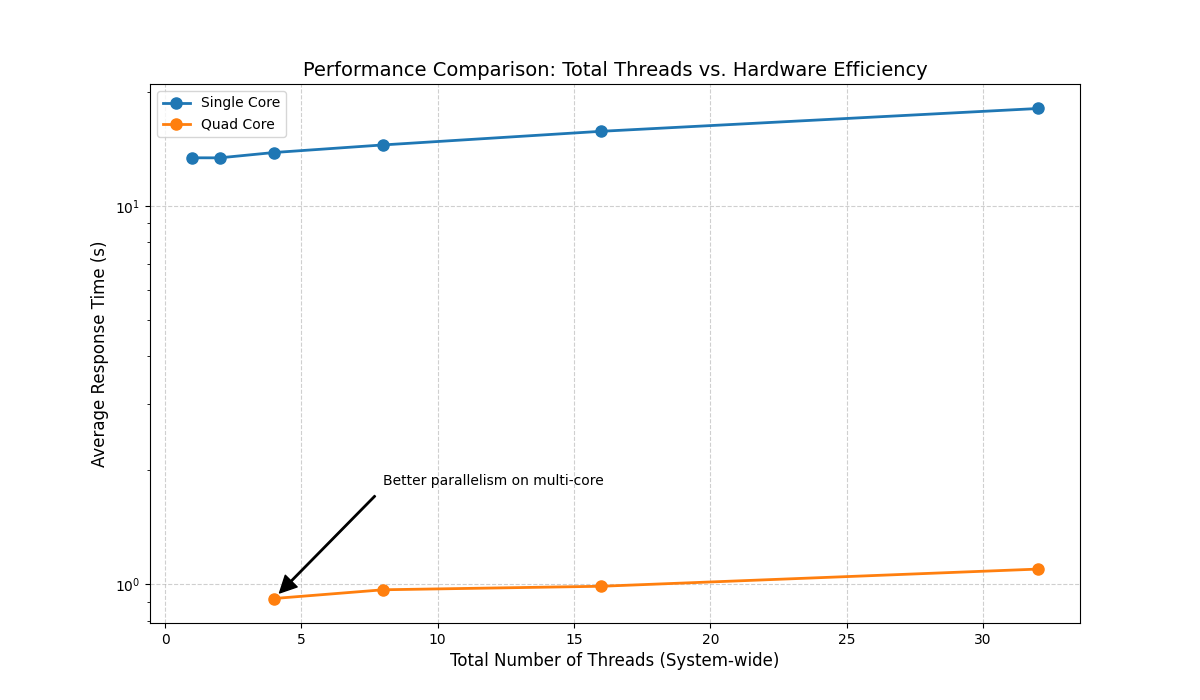 Performance Comparison: Total Threads vs. Hardware Efficiency
Single Core
Quad Core
Average Response Time (s)
10¹
10⁰
Better parallelism on multi-core
0 5 10 15 20 25 30
Total Number of Threads (System-wide)